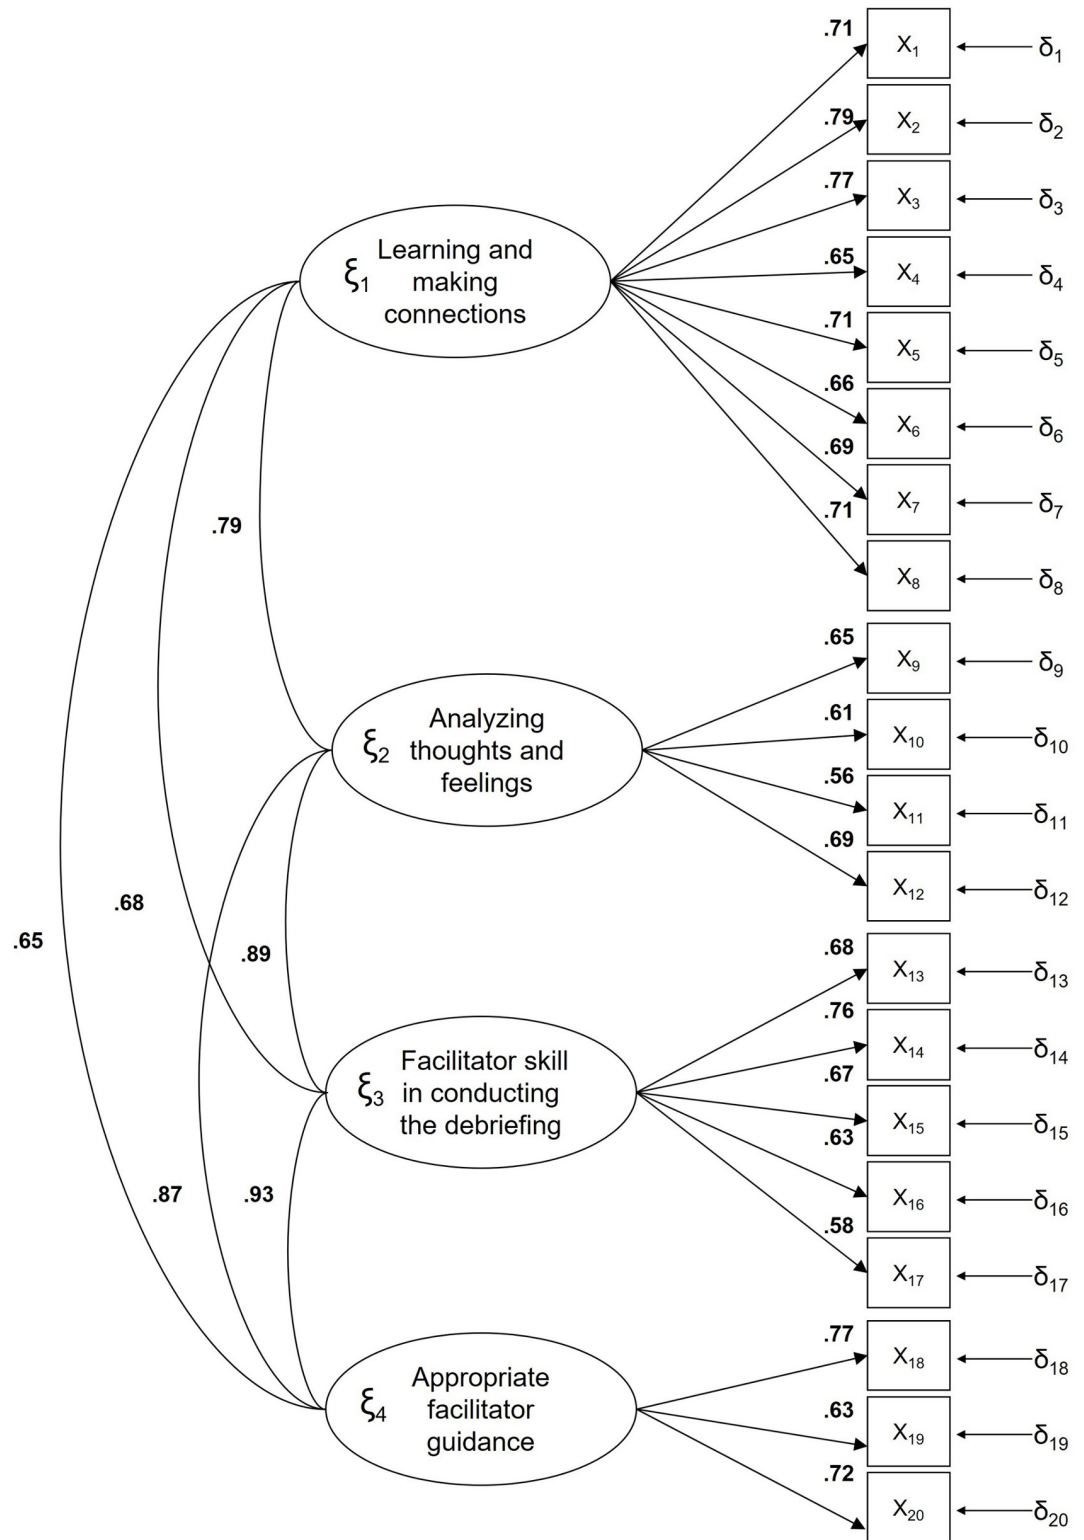 .71
X₁
δ₁
.79
X₂
δ₂
.77
X₃
δ₃
.65
X₄
δ₄
.71
X₅
δ₅
.66
X₆
δ₆
.69
X₇
δ₇
.71
X₈
δ₈
ξ₁
Learning and
making
connections
.79
.65
X₉
δ₉
.61
X₁₀
δ₁₀
.56
X₁₁
δ₁₁
.69
X₁₂
δ₁₂
ξ₂
Analyzing
thoughts and
feelings
.68
.65
.89
.68
X₁₃
δ₁₃
.76
X₁₄
δ₁₄
.67
X₁₅
δ₁₅
.63
X₁₆
δ₁₆
.58
X₁₇
δ₁₇
ξ₃
Facilitator skill
in conducting
the debriefing
.87
.93
.77
X₁₈
δ₁₈
.63
X₁₉
δ₁₉
.72
X₂₀
δ₂₀
ξ₄
Appropriate
facilitator
guidance